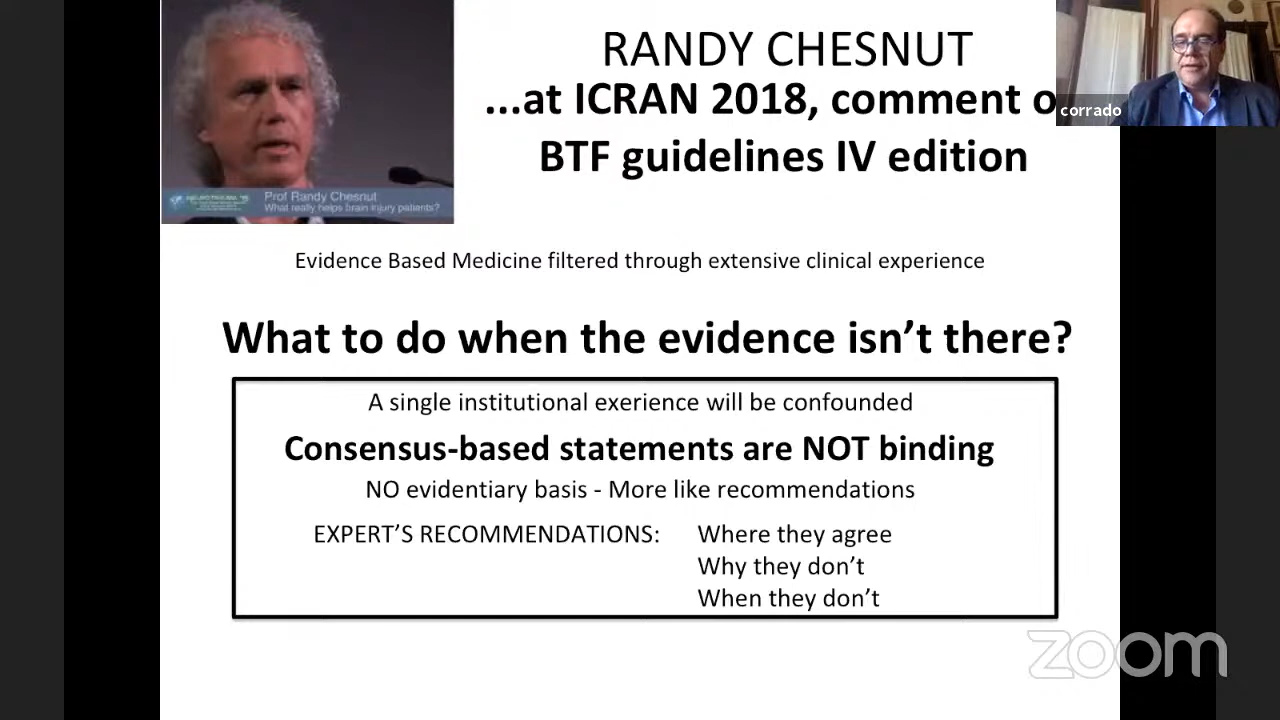 RANDY CHESNUT
...at ICRAN 2018, comment o
BTF guidelines IV edition
corrado
Prof Randy Chesnut
What really helps brain injury patients?
Evidence Based Medicine filtered through extensive clinical experience
What to do when the evidence isn't there?
A single institutional exerience will be confounded
Consensus-based statements are NOT binding
NO evidentiary basis - More like recommendations
EXPERT'S RECOMMENDATIONS: Where they agree
Why they don't
When they don't
zoom